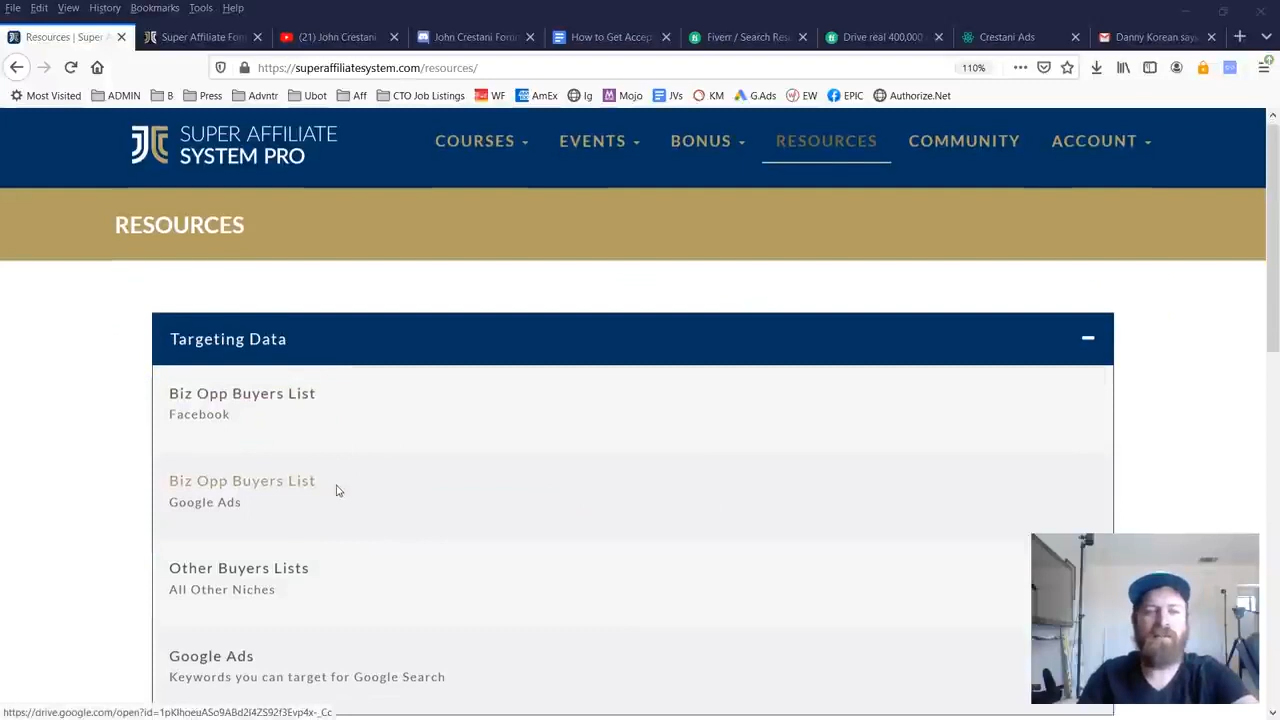 File Edit View History Bookmarks Tools Help
Resources | Super A
Super Affiliate Foru
(21) John Crestani
John Crestani Forum
How to Get Accep
Fiverr / Search Res
Drive real 400,000
Crestani Ads
Danny Korean says
https://superaffiliatesystem.com/resources/
110%
Most Visited ADMIN B Press Advntr Ubot Aff CTO Job Listings WF AmEx Ig Mojo JVs KM G.Ads EW EPIC Authorize.Net
SUPER AFFILIATE
SYSTEM PRO
COURSES EVENTS BONUS RESOURCES COMMUNITY ACCOUNT
RESOURCES
Targeting Data
Biz Opp Buyers List
Facebook
Biz Opp Buyers List
Google Ads
Other Buyers Lists
All Other Niches
Google Ads
Keywords you can target for Google Search